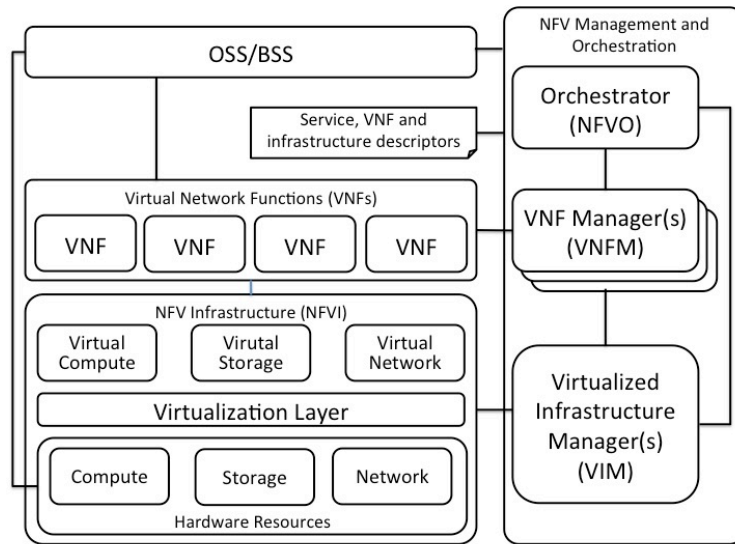 OSS/BSS
NFV Management and
Orchestration
Orchestrator
(NFVO)
Service, VNF and
infrastructure descriptors
Virtual Network Functions (VNFs)
VNF VNF VNF VNF
VNF Manager(s)
(VNFM)
NFV Infrastructure (NFVI)
Virtual
Compute
Virutal
Storage
Virtual
Network
Virtualization Layer
Compute Storage Network
Hardware Resources
Virtualized
Infrastructure
Manager(s)
(VIM)